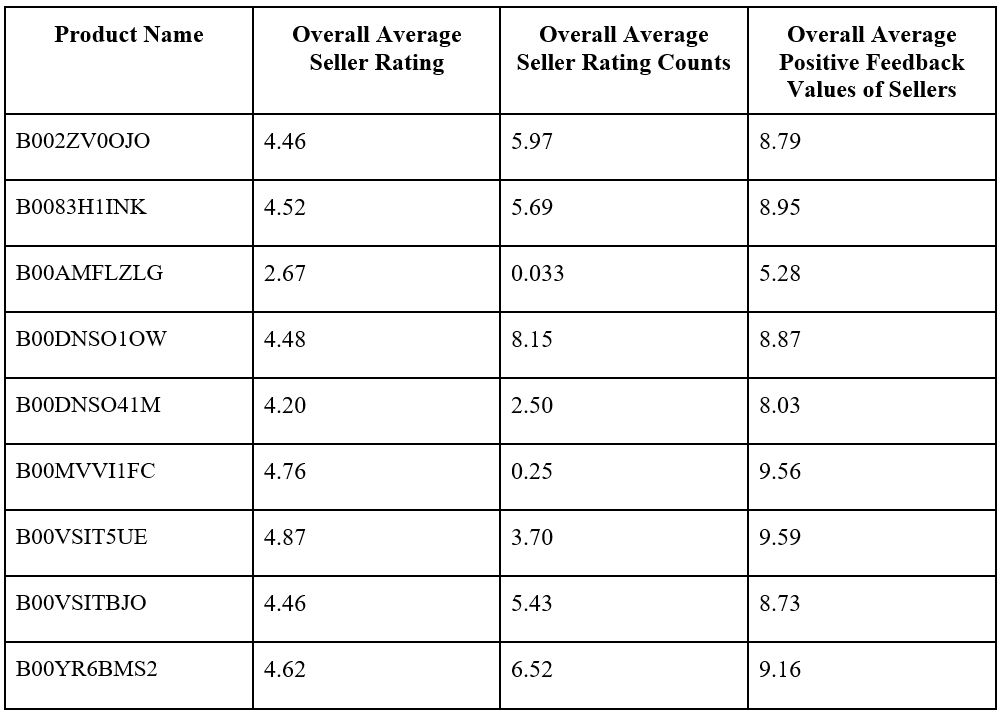 Product Name
Overall Average
Seller Rating
Overall Average
Seller Rating Counts
Overall Average
Positive Feedback
Values of Sellers
B002ZV0OJO 4.46 5.97 8.79
B0083H1INK 4.52 5.69 8.95
B00AMFLZLG 2.67 0.033 5.28
B00DNSO1OW 4.48 8.15 8.87
B00DNSO41M 4.20 2.50 8.03
B00MVVI1FC 4.76 0.25 9.56
B00VSIT5UE 4.87 3.70 9.59
B00VSITBJO 4.46 5.43 8.73
B00YR6BMS2 4.62 6.52 9.16